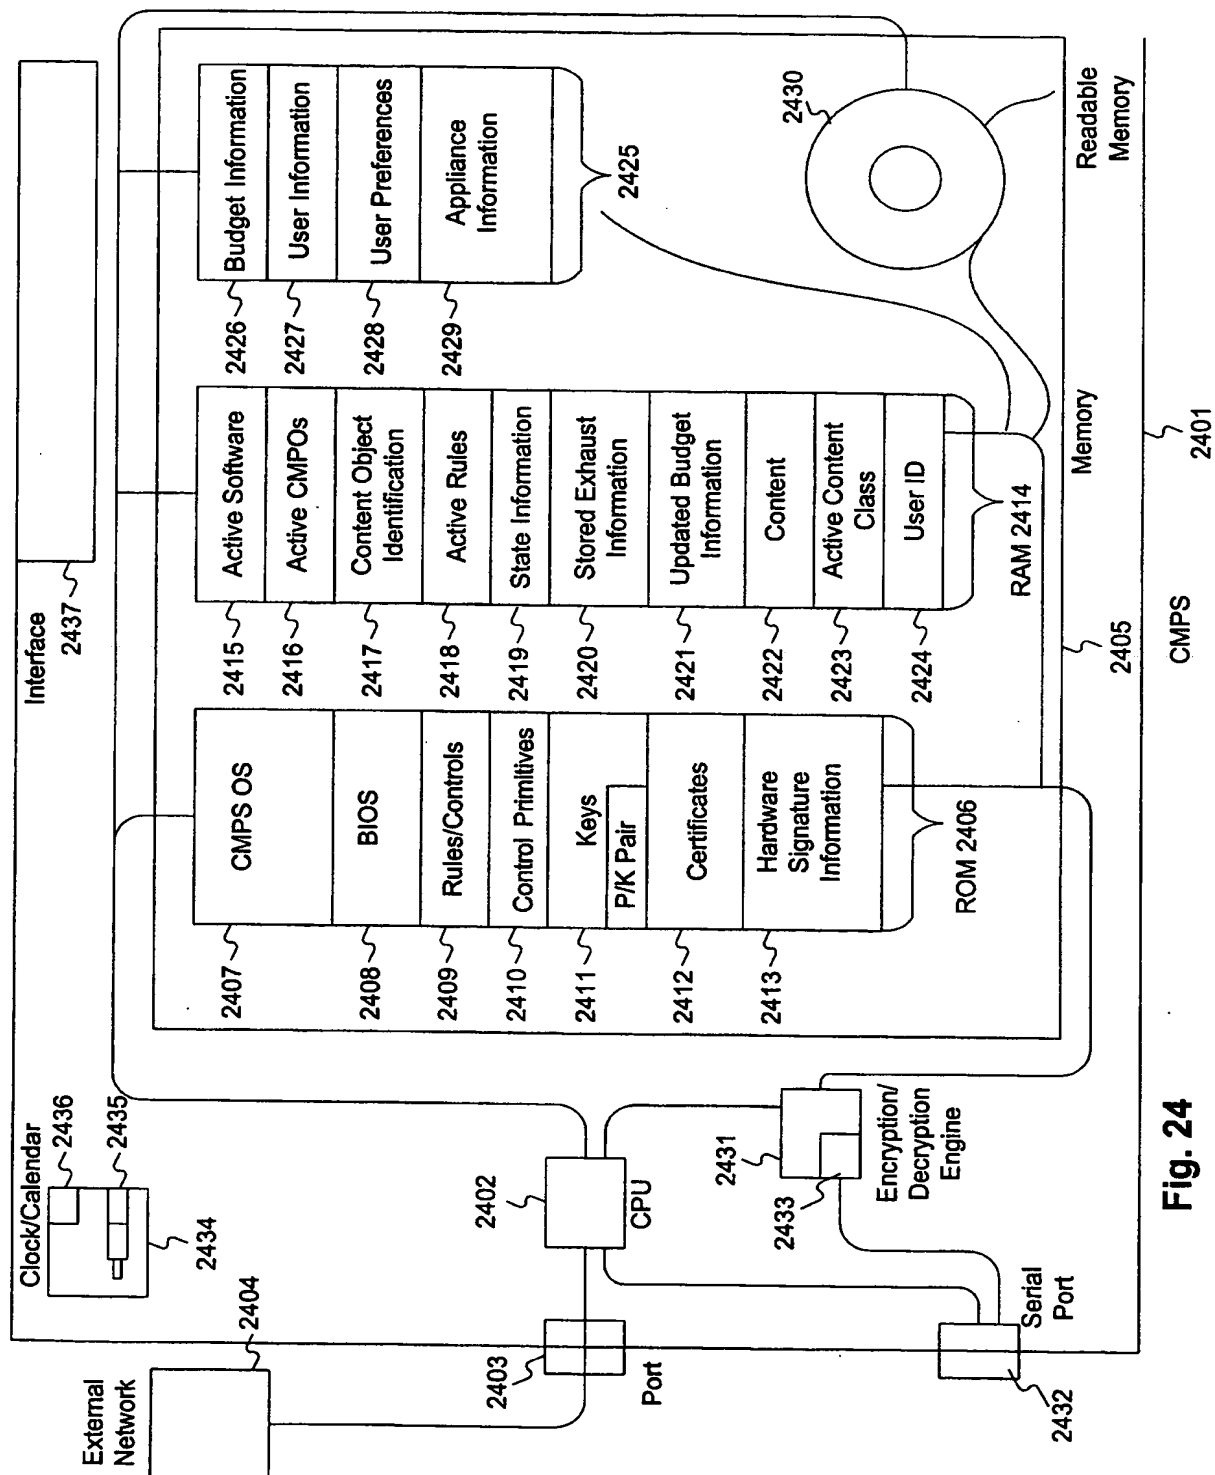 External
Network
2404
Clock/Calendar
2436
2435
2434
Interface
2437
2403
Port
2402
CPU
2431
2433
Encryption/
Decryption
Engine
Serial
Port
2432
2407
CMPS OS
2408
BIOS
2409
Rules/Controls
2410
Control Primitives
2411
Keys
P/K Pair
2412
Certificates
2413
Hardware
Signature
Information
ROM 2406
2415
Active Software
2416
Active CMPOs
2417
Content Object
Identification
2418
Active Rules
2419
State Information
2420
Stored Exhaust
Information
2421
Updated Budget
Information
2422
Content
2423
Active Content
Class
2424
User ID
RAM 2414
2426
Budget Information
2427
User Information
2428
User Preferences
2429
Appliance
Information
2425
2430
Readable
Memory
Memory
2405
CMPS
2401
Fig. 24